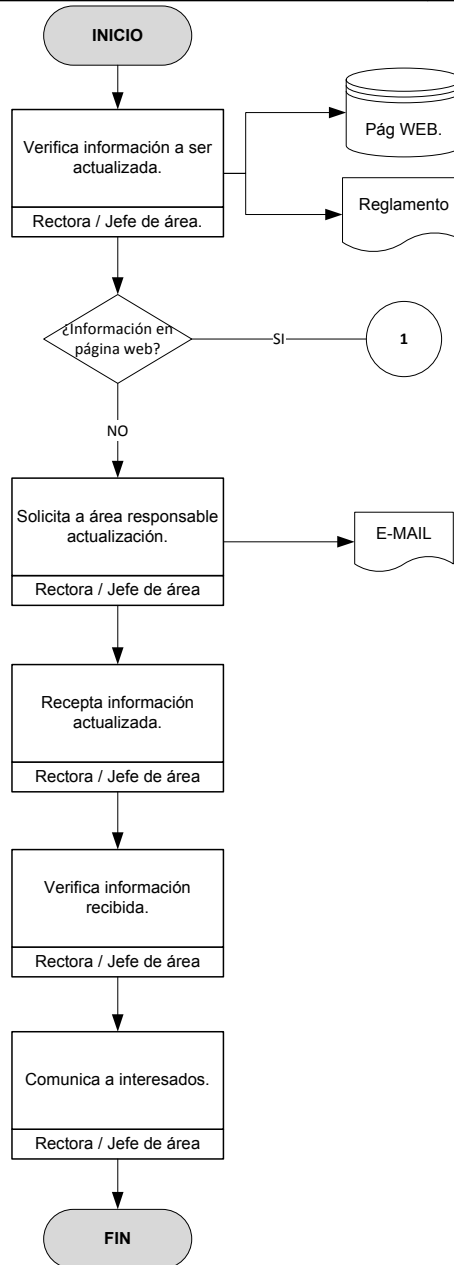 INICIO
Verifica información a ser
actualizada.
Rectora / Jefe de área.
Pág WEB.
Reglamento
¿Información en
página web?
SI
1
NO
Solicita a área responsable
actualización.
Rectora / Jefe de área
E-MAIL
Recepta información
actualizada.
Rectora / Jefe de área
Verifica información
recibida.
Rectora / Jefe de área
Comunica a interesados.
Rectora / Jefe de área
FIN